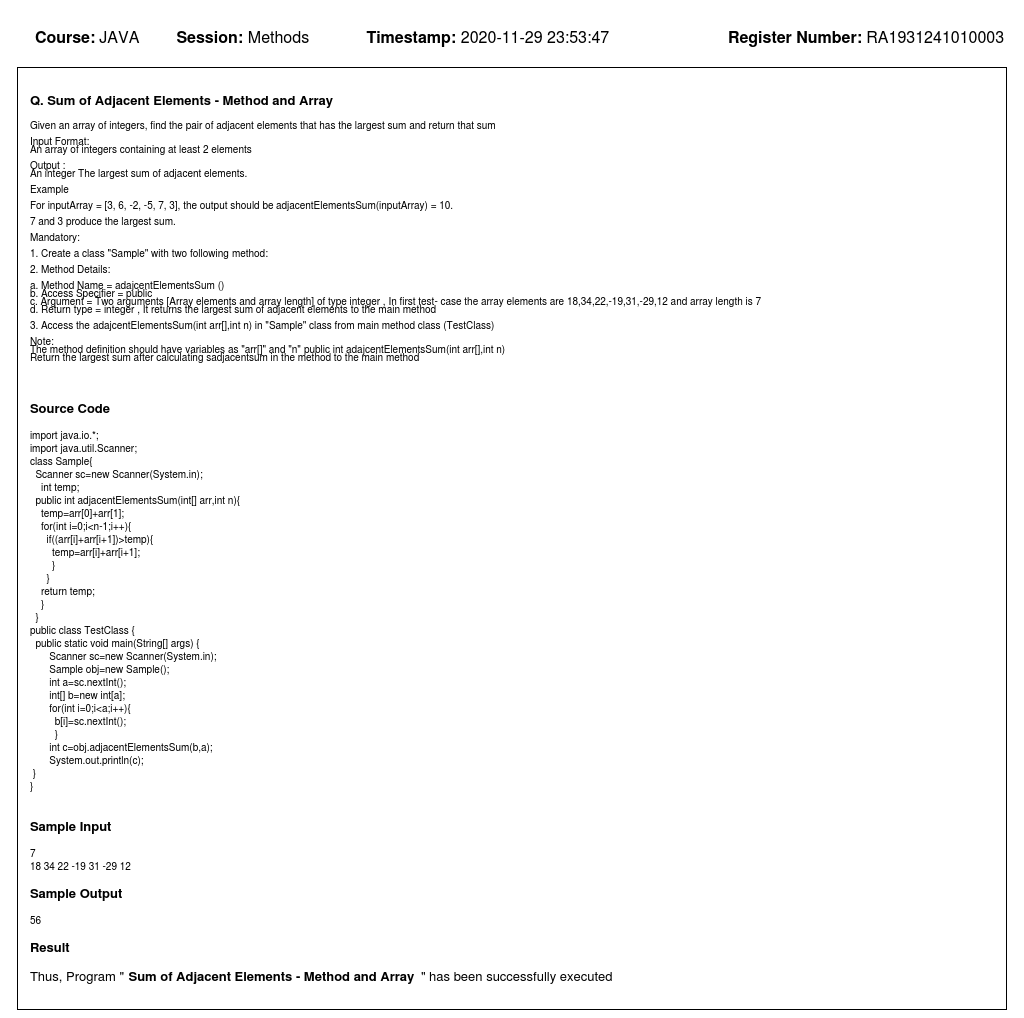 Course: JAVA Session: Methods Timestamp: 2020-11-29 23:53:47 Register Number: RA1931241010003
Q. Sum of Adjacent Elements - Method and Array
Given an array of integers, find the pair of adjacent elements that has the largest sum and return that sum
Input Format:
An array of integers containing at least 2 elements
Output :
An integer The largest sum of adjacent elements.
Example
For inputArray = [3, 6, -2, -5, 7, 3], the output should be adjacentElementsSum(inputArray) = 10.
7 and 3 produce the largest sum.
Mandatory:
1. Create a class "Sample" with two following method:
2. Method Details:
a. Method Name = adajcentElementsSum ()
b. Access Specifier = public
c. Argument = Two arguments [Array elements and array length] of type integer , In first test- case the array elements are 18,34,22,-19,31,-29,12 and array length is 7
d. Return type = integer , It returns the largest sum of adjacent elements to the main method
3. Access the adajcentElementsSum(int arr[],int n) in "Sample" class from main method class (TestClass)
Note:
The method definition should have variables as "arr[]" and "n" public int adajcentElementsSum(int arr[],int n)
Return the largest sum after calculating sadjacentsum in the method to the main method
Source Code
import java.io.*;
import java.util.Scanner;
class Sample{
Scanner sc=new Scanner(System.in);
int temp;
public int adjacentElementsSum(int[] arr,int n){
temp=arr[0]+arr[1];
for(int i=0;i<n-1;i++){
if((arr[i]+arr[i+1])>temp){
temp=arr[i]+arr[i+1];
}
}
return temp;
}
}
public class TestClass {
public static void main(String[] args) {
Scanner sc=new Scanner(System.in);
Sample obj=new Sample();
int a=sc.nextInt();
int[] b=new int[a];
for(int i=0;i<a;i++){
b[i]=sc.nextInt();
}
int c=obj.adjacentElementsSum(b,a);
System.out.println(c);
}
}
Sample Input
7
18 34 22 -19 31 -29 12
Sample Output
56
Result
Thus, Program " Sum of Adjacent Elements - Method and Array " has been successfully executed